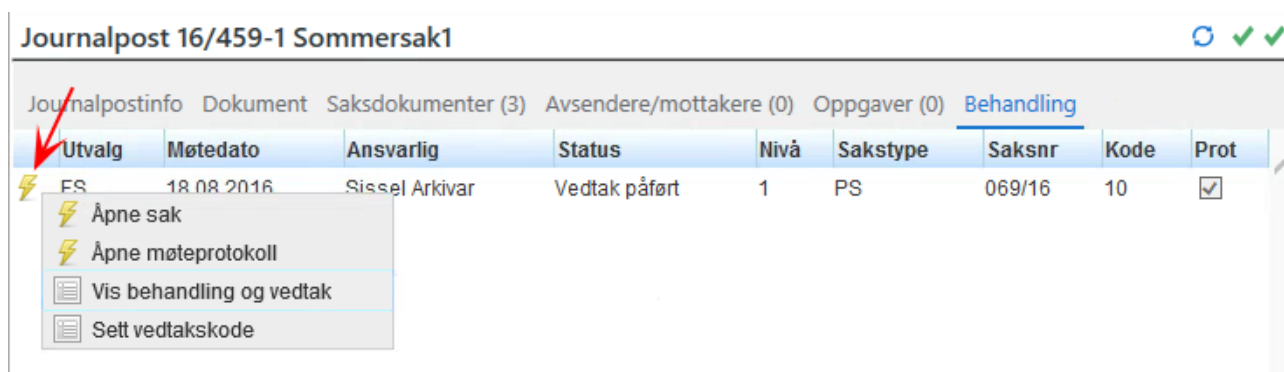 Journalpost 16/459-1 Sommersak1
Journalpostinfo Dokument Saksdokumenter (3) Avsendere/mottakere (0) Oppgaver (0) Behandling
Utvalg Møtedato Ansvarlig Status Nivå Sakstype Saksnr Kode Prot
FS 18.08.2016 Sissel Arkivar Vedtak påført 1 PS 069/16 10
Åpne sak
Åpne møteprotokoll
Vis behandling og vedtak
Sett vedtakskode